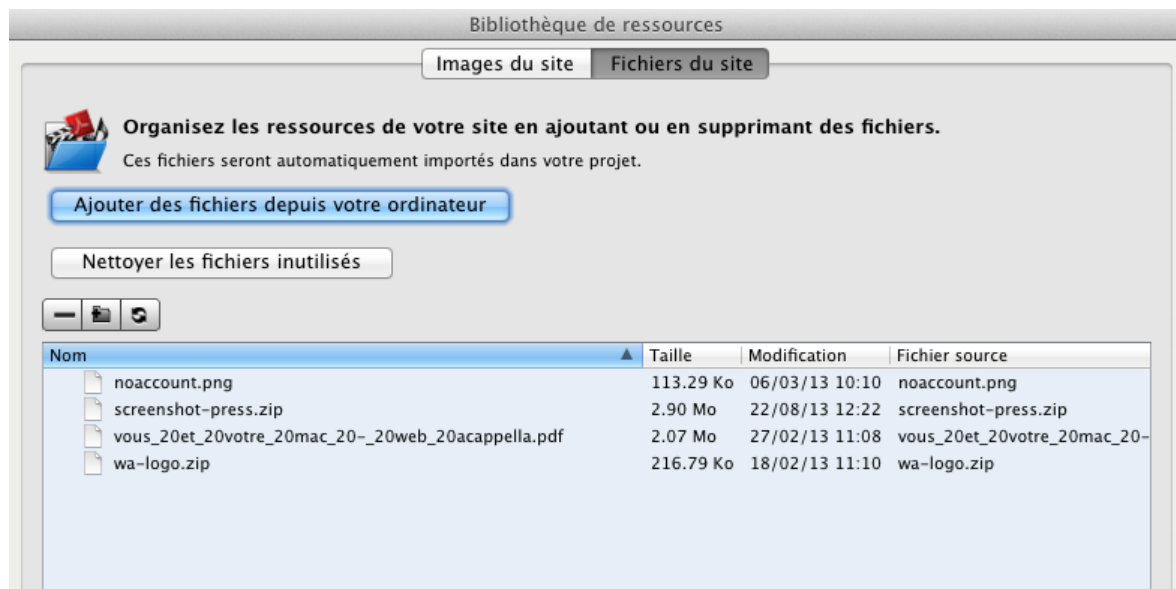 Bibliothèque de ressources
Images du site Fichiers du site
Organisez les ressources de votre site en ajoutant ou en supprimant des fichiers.
Ces fichiers seront automatiquement importés dans votre projet.
Ajouter des fichiers depuis votre ordinateur
Nettoyer les fichiers inutilisés
Nom Taille Modification Fichier source
noaccount.png 113.29 Ko 06/03/13 10:10 noaccount.png
screenshot-press.zip 2.90 Mo 22/08/13 12:22 screenshot-press.zip
vous_20et_20votre_20mac_20-_20web_20acappella.pdf 2.07 Mo 27/02/13 11:08 vous_20et_20votre_20mac_20-
wa-logo.zip 216.79 Ko 18/02/13 11:10 wa-logo.zip